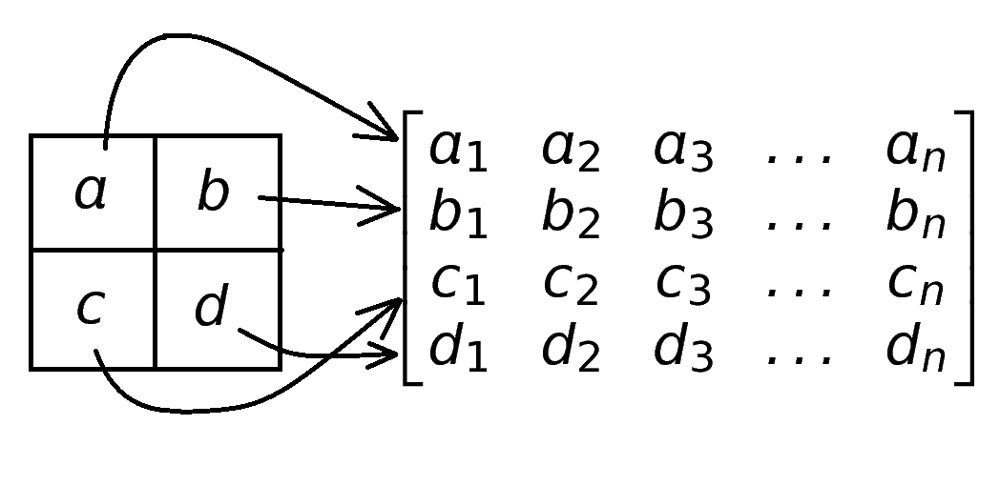 a b
c d
a₁ a₂ a₃ ... aₙ
b₁ b₂ b₃ ... bₙ
c₁ c₂ c₃ ... cₙ
d₁ d₂ d₃ ... dₙ